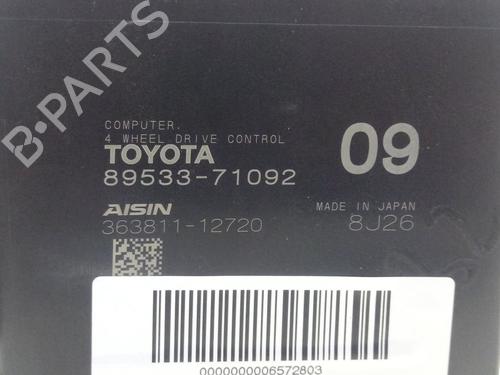 B-PARTS
COMPUTER.
4 WHEEL DRIVE CONTROL
TOYOTA
89533-71092
09
AISIN
363811-12720
MADE IN JAPAN
8J26
0000000006572803